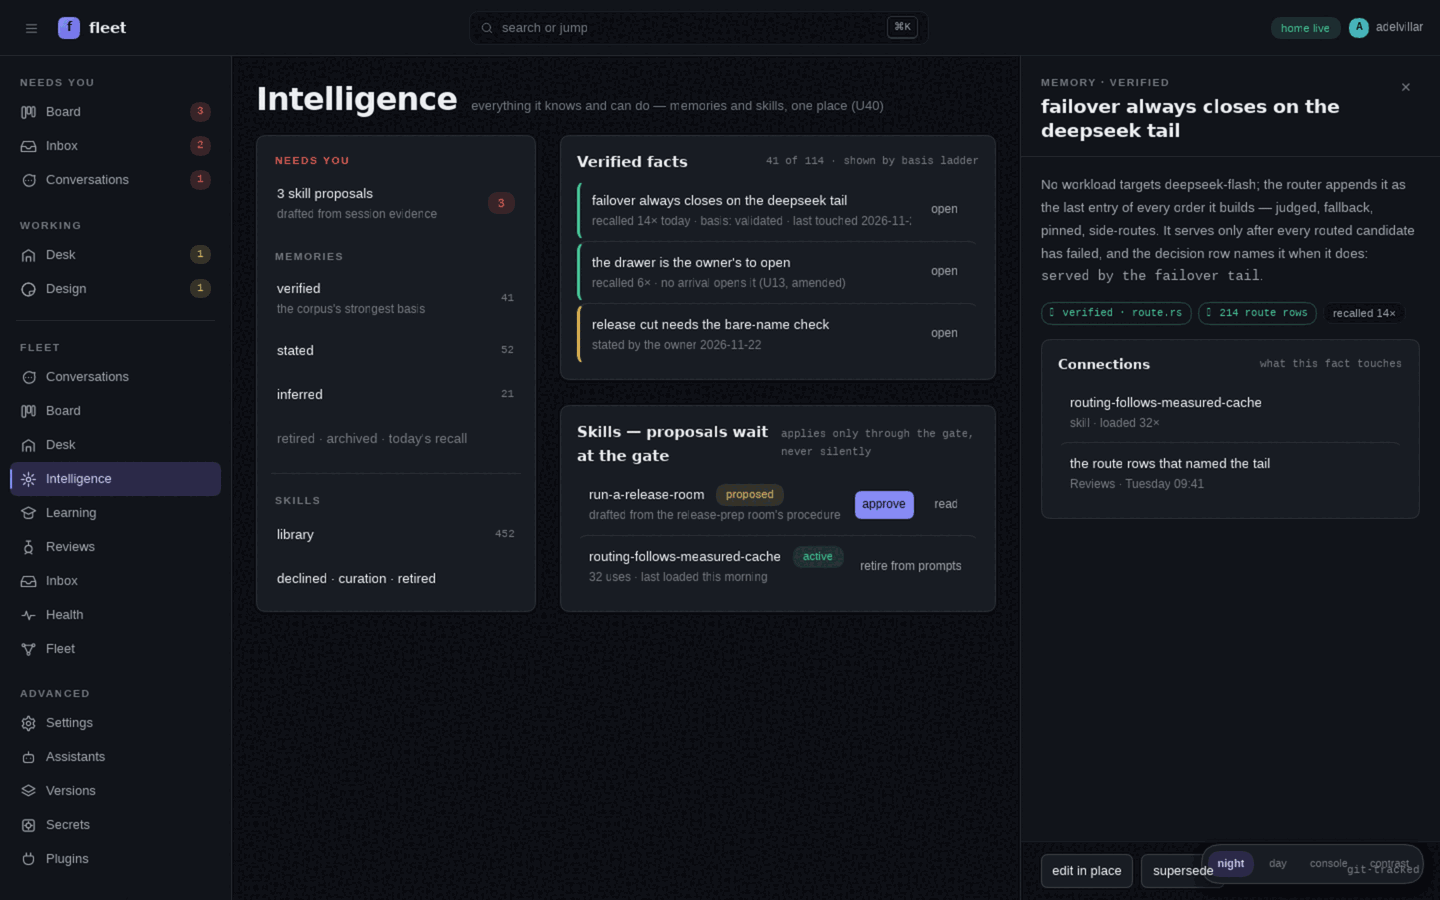 f fleet
search or jump ⌘K
home live A adelvillar
NEEDS YOU
Board 3
Inbox 2
Conversations 1
WORKING
Desk 1
Design 1
FLEET
Conversations
Board
Desk
Intelligence
Learning
Reviews
Inbox
Health
Fleet
ADVANCED
Settings
Assistants
Versions
Secrets
Plugins
Intelligence everything it knows and can do — memories and skills, one place (U40)
NEEDS YOU
3 skill proposals 3
drafted from session evidence
MEMORIES
verified 41
the corpus's strongest basis
stated 52
inferred 21
retired · archived · today's recall
SKILLS
library 452
declined · curation · retired
Verified facts 41 of 114 · shown by basis ladder
failover always closes on the deepseek tail
recalled 14× today · basis: validated · last touched 2026-11-
open
the drawer is the owner's to open
recalled 6× · no arrival opens it (U13, amended)
open
release cut needs the bare-name check
stated by the owner 2026-11-22
open
Skills — proposals wait
at the gate
applies only through the gate,
never silently
run-a-release-room proposed
drafted from the release-prep room's procedure
approve read
routing-follows-measured-cache active
32 uses · last loaded this morning
retire from prompts
MEMORY · VERIFIED
×
failover always closes on the
deepseek tail
No workload targets deepseek-flash; the router appends it as
the last entry of every order it builds — judged, fallback,
pinned, side-routes. It serves only after every routed candidate
has failed, and the decision row names it when it does:
served by the failover tail.
verified · route.rs 214 route rows recalled 14×
Connections what this fact touches
routing-follows-measured-cache
skill · loaded 32×
the route rows that named the tail
Reviews · Tuesday 09:41
edit in place supersede
night day console contrast
git-tracked